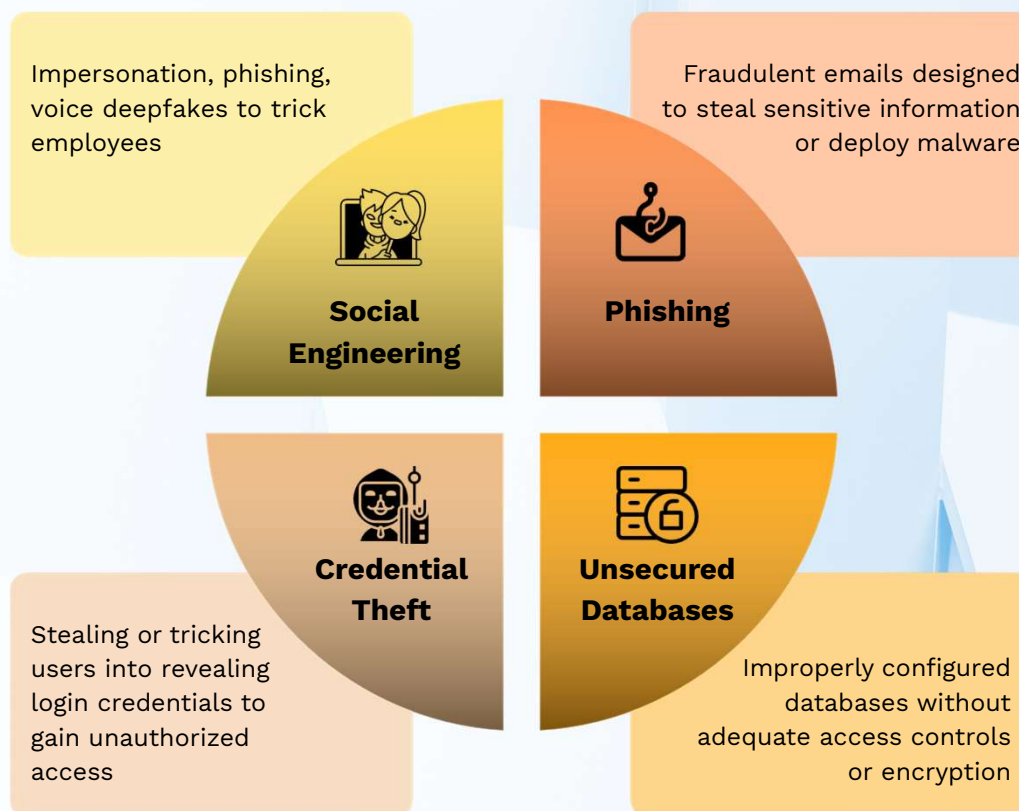 Impersonation, phishing,
voice deepfakes to trick
employees
Fraudulent emails designed
to steal sensitive information
or deploy malware
Social
Engineering
Phishing
Credential
Theft
Unsecured
Databases
Stealing or tricking
users into revealing
login credentials to
gain unauthorized
access
Improperly configured
databases without
adequate access controls
or encryption